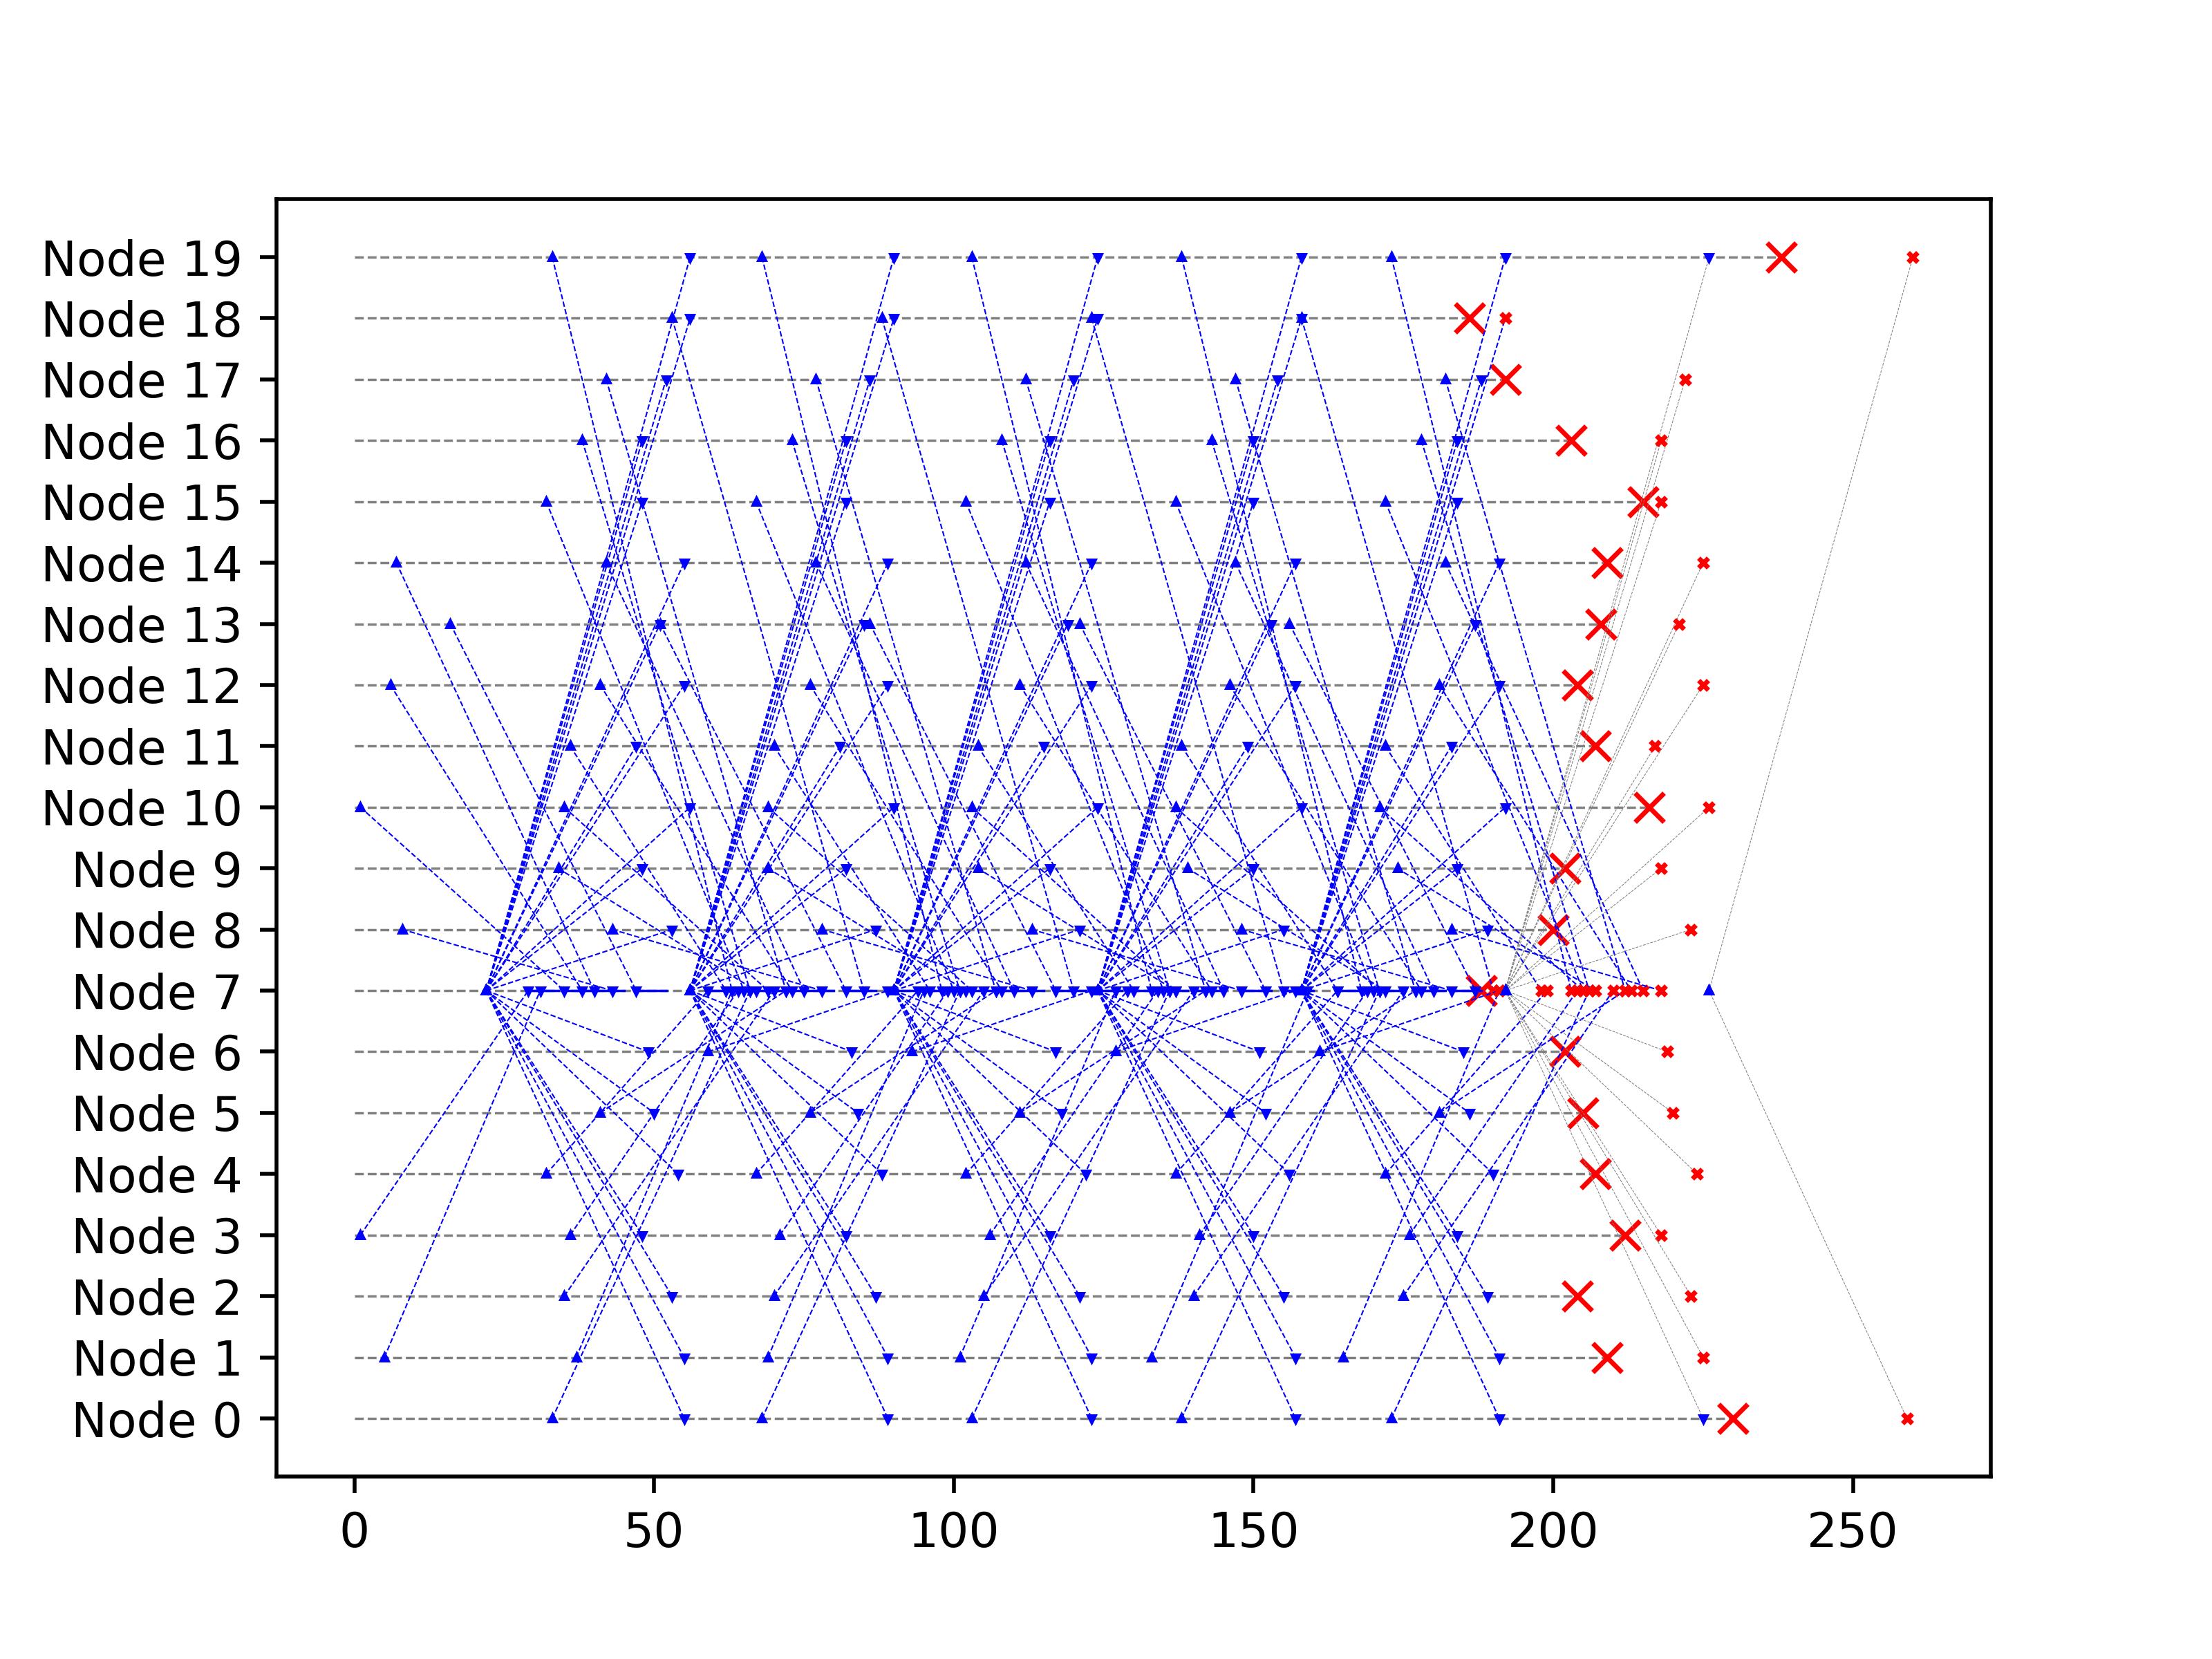 Node 19
Node 18
Node 17
Node 16
Node 15
Node 14
Node 13
Node 12
Node 11
Node 10
Node 9
Node 8
Node 7
Node 6
Node 5
Node 4
Node 3
Node 2
Node 1
Node 0
0 50 100 150 200 250